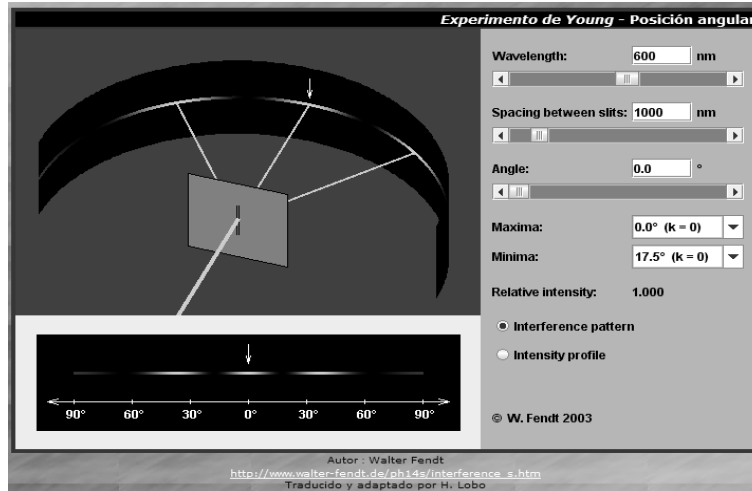 Experimento de Young - Posición angular
Wavelength: 600 nm
Spacing between slits: 1000 nm
Angle: 0.0 °
Maxima: 0.0° (k = 0)
Minima: 17.5° (k = 0)
Relative intensity: 1.000
Interference pattern
Intensity profile
90° 60° 30° 0° 30° 60° 90°
© W. Fendt 2003
Autor : Walter Fendt
http://www.walter-fendt.de/ph14s/interference_s.htm
Traducido y adaptado por H. Lobo